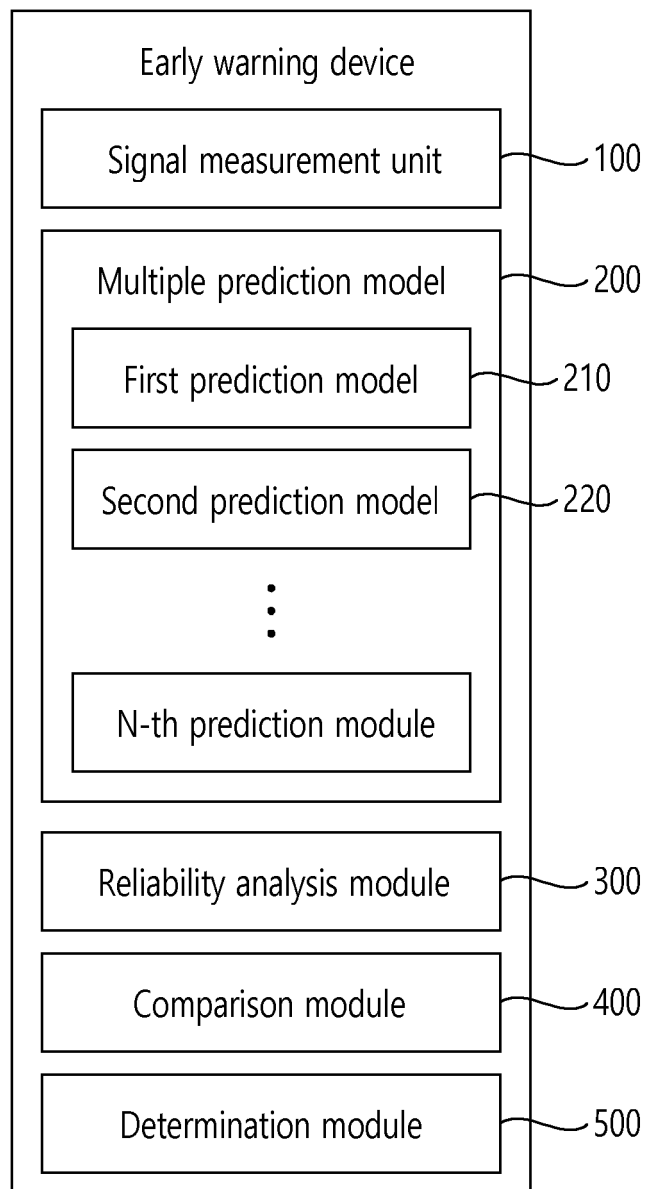 Early warning device
Signal measurement unit
100
Multiple prediction model
200
First prediction model
210
Second prediction model
220
N-th prediction module
Reliability analysis module
300
Comparison module
400
Determination module
500